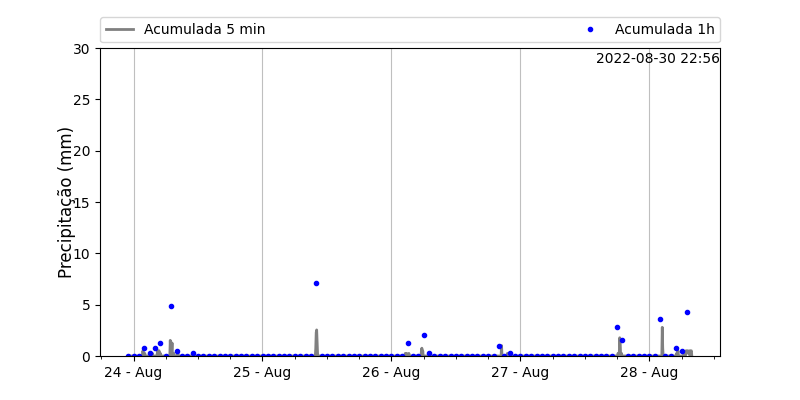 Acumulada 5 min
Acumulada 1h
2022-08-30 22:56
Precipitação (mm)
30
25
20
15
10
5
0
24 - Aug
25 - Aug
26 - Aug
27 - Aug
28 - Aug